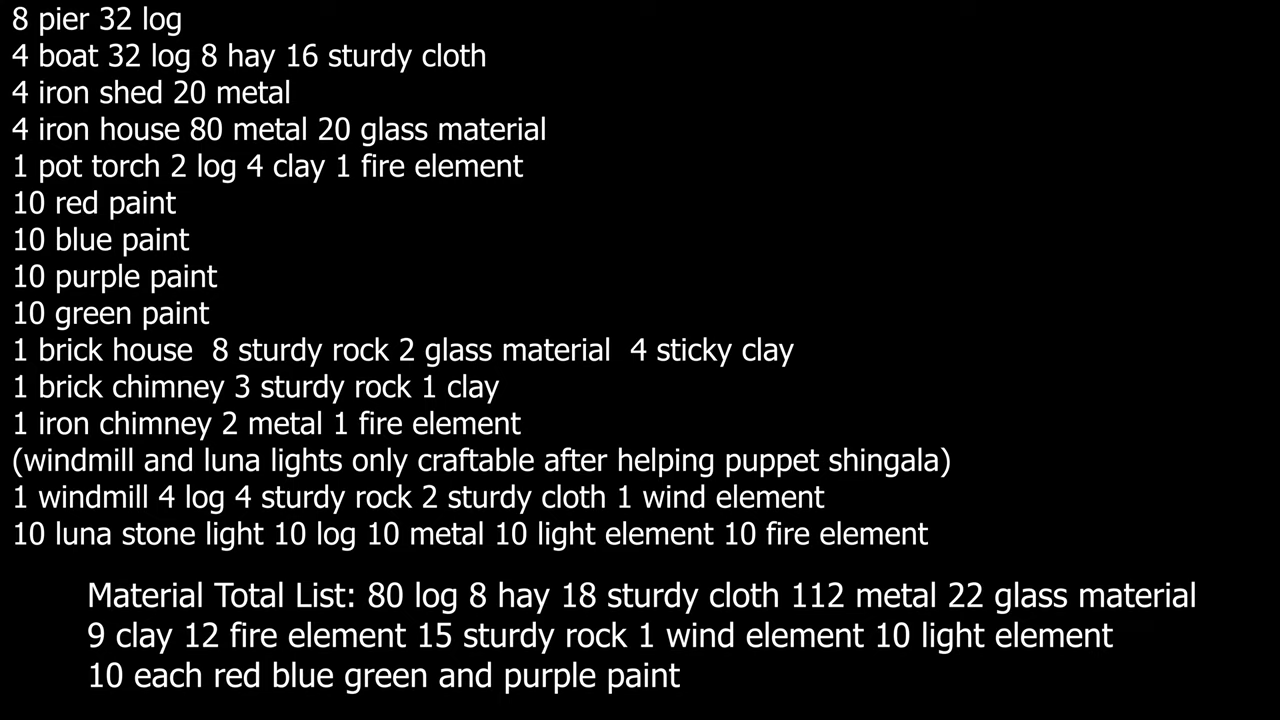 8 pier 32 log
4 boat 32 log 8 hay 16 sturdy cloth
4 iron shed 20 metal
4 iron house 80 metal 20 glass material
1 pot torch 2 log 4 clay 1 fire element
10 red paint
10 blue paint
10 purple paint
10 green paint
1 brick house  8 sturdy rock 2 glass material  4 sticky clay
1 brick chimney 3 sturdy rock 1 clay
1 iron chimney 2 metal 1 fire element
(windmill and luna lights only craftable after helping puppet shingala)
1 windmill 4 log 4 sturdy rock 2 sturdy cloth 1 wind element
10 luna stone light 10 log 10 metal 10 light element 10 fire element
Material Total List: 80 log 8 hay 18 sturdy cloth 112 metal 22 glass material
9 clay 12 fire element 15 sturdy rock 1 wind element 10 light element
10 each red blue green and purple paint